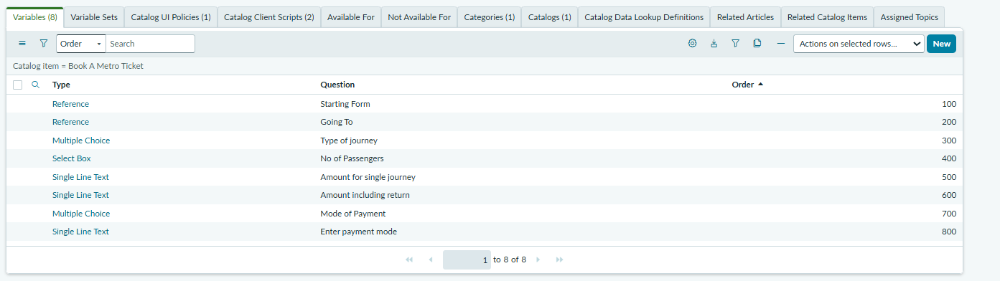 Variables (8) Variable Sets Catalog UI Policies (1) Catalog Client Scripts (2) Available For Not Available For Categories (1) Catalogs (1) Catalog Data Lookup Definitions Related Articles Related Catalog Items Assigned Topics
Order Search Actions on selected rows... New
Catalog item = Book A Metro Ticket
Type Question Order
Reference Starting Form 100
Reference Going To 200
Multiple Choice Type of journey 300
Select Box No of Passengers 400
Single Line Text Amount for single journey 500
Single Line Text Amount including return 600
Multiple Choice Mode of Payment 700
Single Line Text Enter payment mode 800
1 to 8 of 8